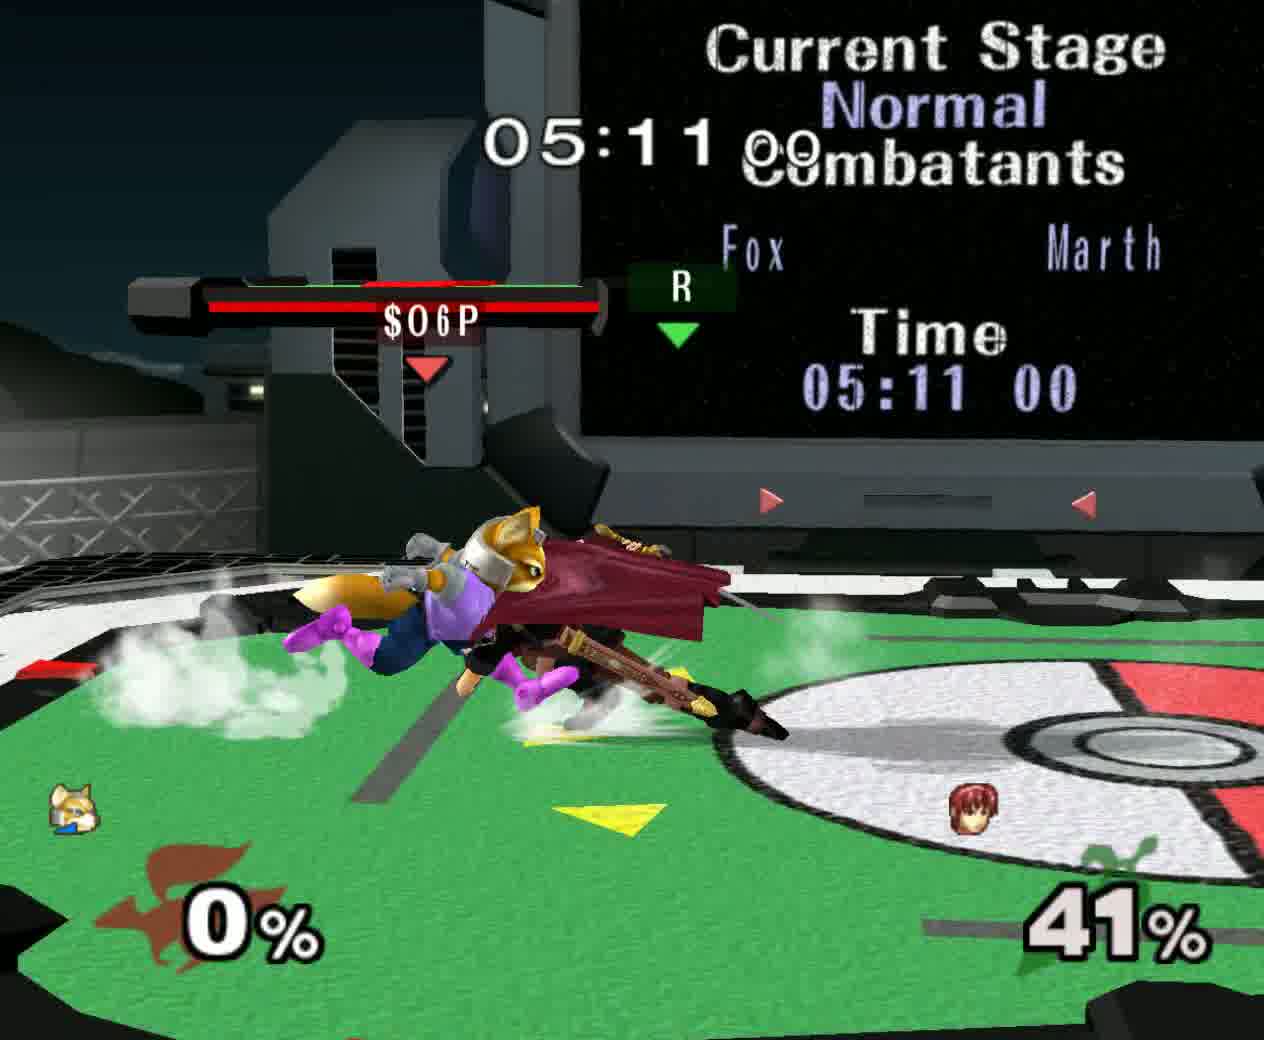 Current Stage
Normal
05:11 00
Combatants
Fox Marth
R
$06P
Time
05:11 00
0%
41%